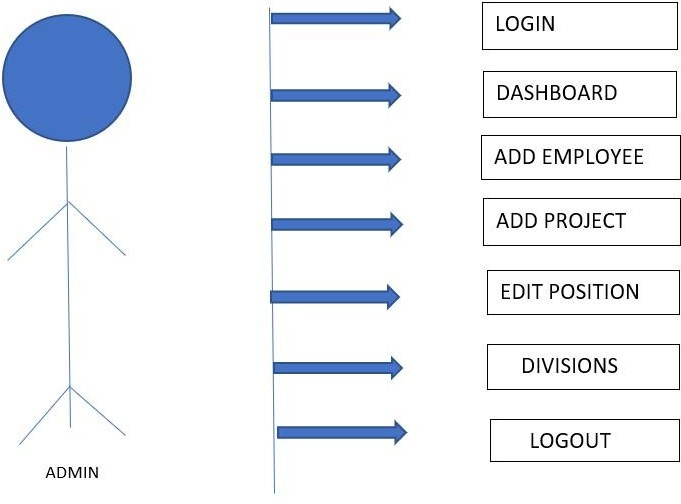 LOGIN
DASHBOARD
ADD EMPLOYEE
ADD PROJECT
EDIT POSITION
DIVISIONS
LOGOUT
ADMIN